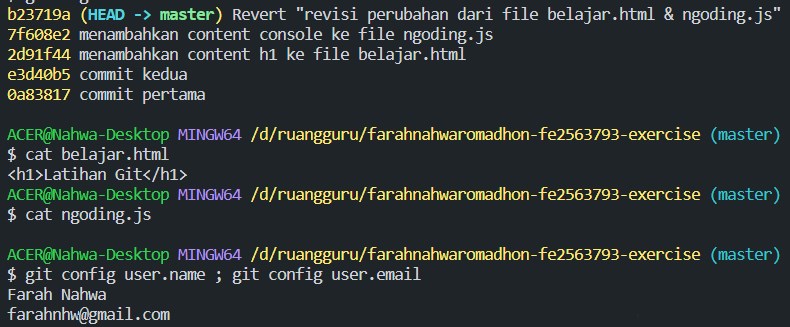 b23719a (HEAD -> master) Revert "revisi perubahan dari file belajar.html & ngoding.js"
7f608e2 menambahkan content console ke file ngoding.js
2d91f44 menambahkan content h1 ke file belajar.html
e3d40b5 commit kedua
0a83817 commit pertama
ACER@Nahwa-Desktop MINGW64 /d/ruangguru/farahnahwaromadhon-fe2563793-exercise (master)
$ cat belajar.html
<h1>Latihan Git</h1>
ACER@Nahwa-Desktop MINGW64 /d/ruangguru/farahnahwaromadhon-fe2563793-exercise (master)
$ cat ngoding.js
ACER@Nahwa-Desktop MINGW64 /d/ruangguru/farahnahwaromadhon-fe2563793-exercise (master)
$ git config user.name ; git config user.email
Farah Nahwa
farahnhw@gmail.com